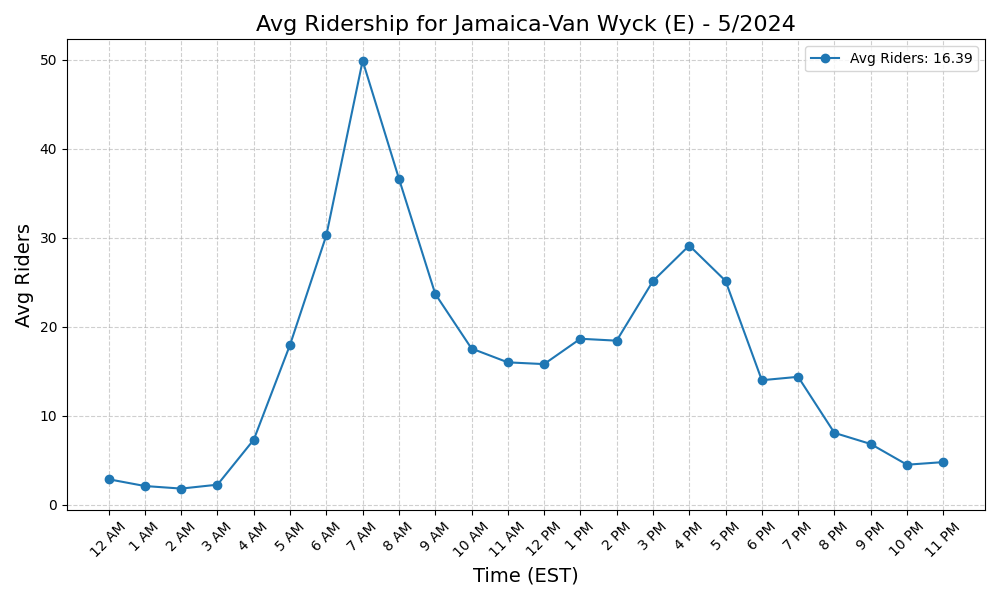 Avg Ridership for Jamaica-Van Wyck (E) - 5/2024
Avg Riders: 16.39
Avg Riders
50
40
30
20
10
0
12 AM
1 AM
2 AM
3 AM
4 AM
5 AM
6 AM
7 AM
8 AM
9 AM
10 AM
11 AM
12 PM
1 PM
2 PM
3 PM
4 PM
5 PM
6 PM
7 PM
8 PM
9 PM
10 PM
11 PM
Time (EST)